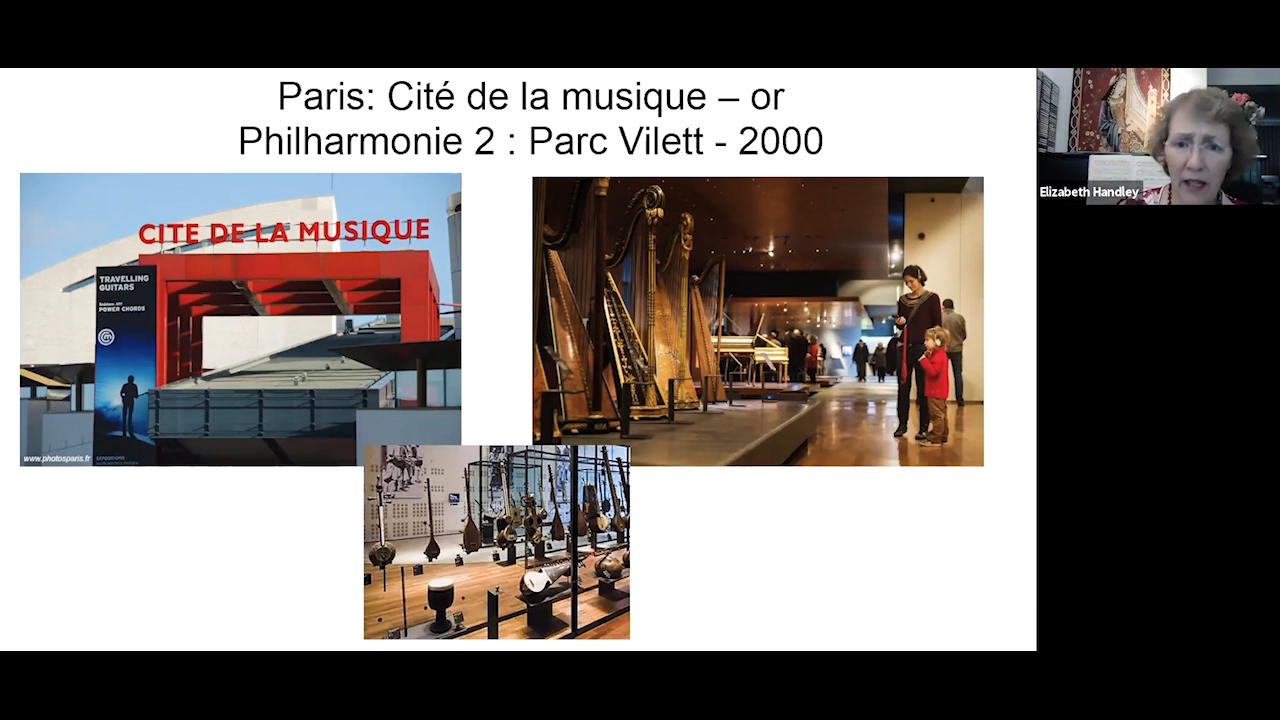 Paris: Cité de la musique – or
Philharmonie 2 : Parc Vilett - 2000
CITE DE LA MUSIQUE
TRAVELLING
GUITARS
POWER CHORDS
www.photosparis.fr
EXPOSITIONS
Elizabeth Handley